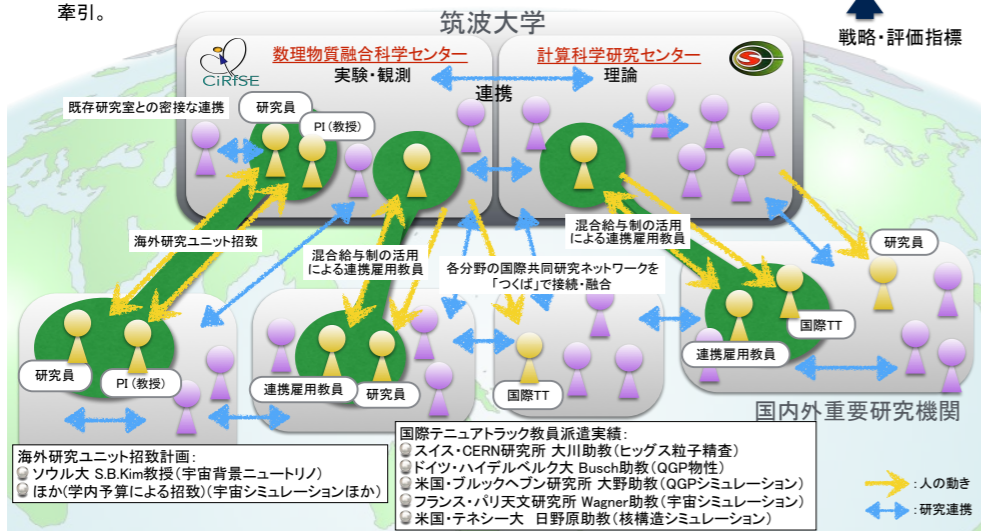 牽引。
筑波大学
戦略・評価指標
CiRfSE
数理物質融合科学センター
実験・観測
計算科学研究センター
理論
連携
既存研究室との密接な連携
研究員
PI(教授)
海外研究ユニット招致
混合給与制の活用
による連携雇用教員
混合給与制の活用
による連携雇用教員
各分野の国際共同研究ネットワークを
「つくば」で接続・融合
研究員
国際TT
連携雇用教員
研究員
PI(教授)
連携雇用教員
研究員
国際TT
国内外重要研究機関
海外研究ユニット招致計画:
ソウル大 S.B.Kim教授(宇宙背景ニュートリノ)
ほか(学内予算による招致)(宇宙シミュレーションほか)
国際テニュアトラック教員派遣実績:
スイス・CERN研究所 大川助教(ヒッグス粒子精査)
ドイツ・ハイデルベルク大 Busch助教(QGP物性)
米国・ブルックヘブン研究所 大野助教(QGPシミュレーション)
フランス・パリ天文研究所 Wagner助教(宇宙シミュレーション)
米国・テネシー大 日野原助教(核構造シミュレーション)
:人の動き
:研究連携